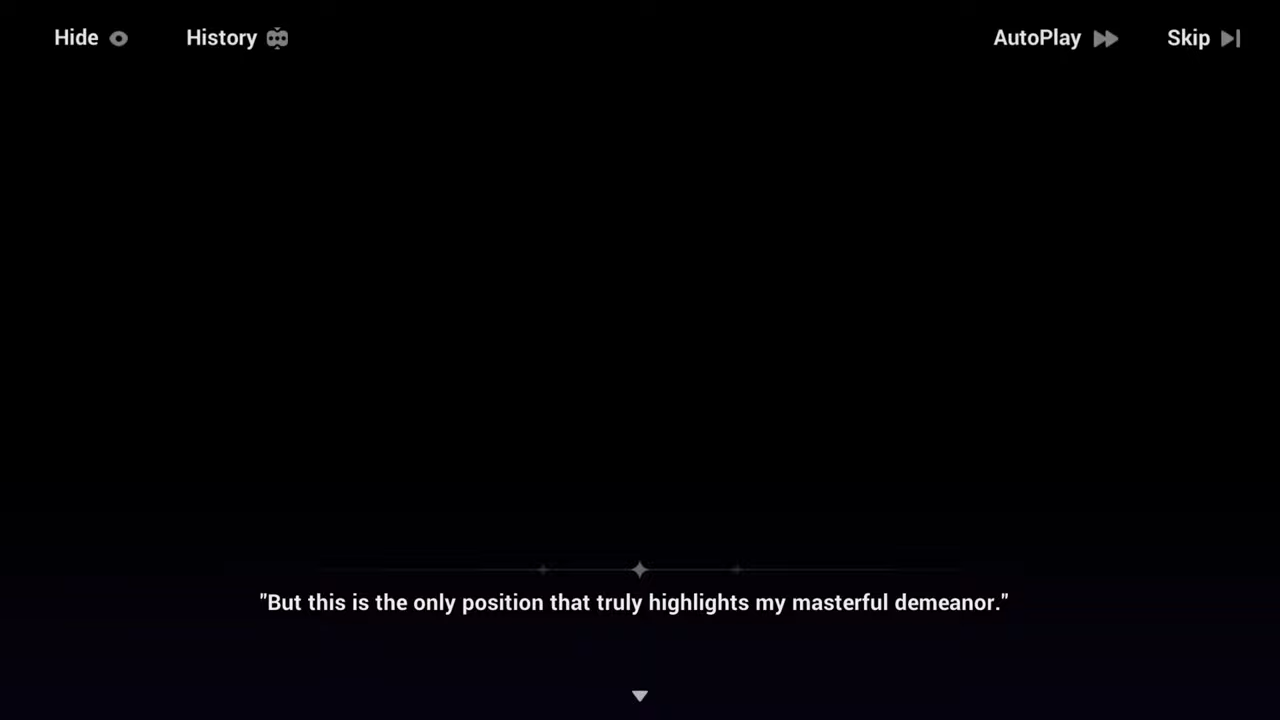 Hide
History
AutoPlay
Skip
"But this is the only position that truly highlights my masterful demeanor."